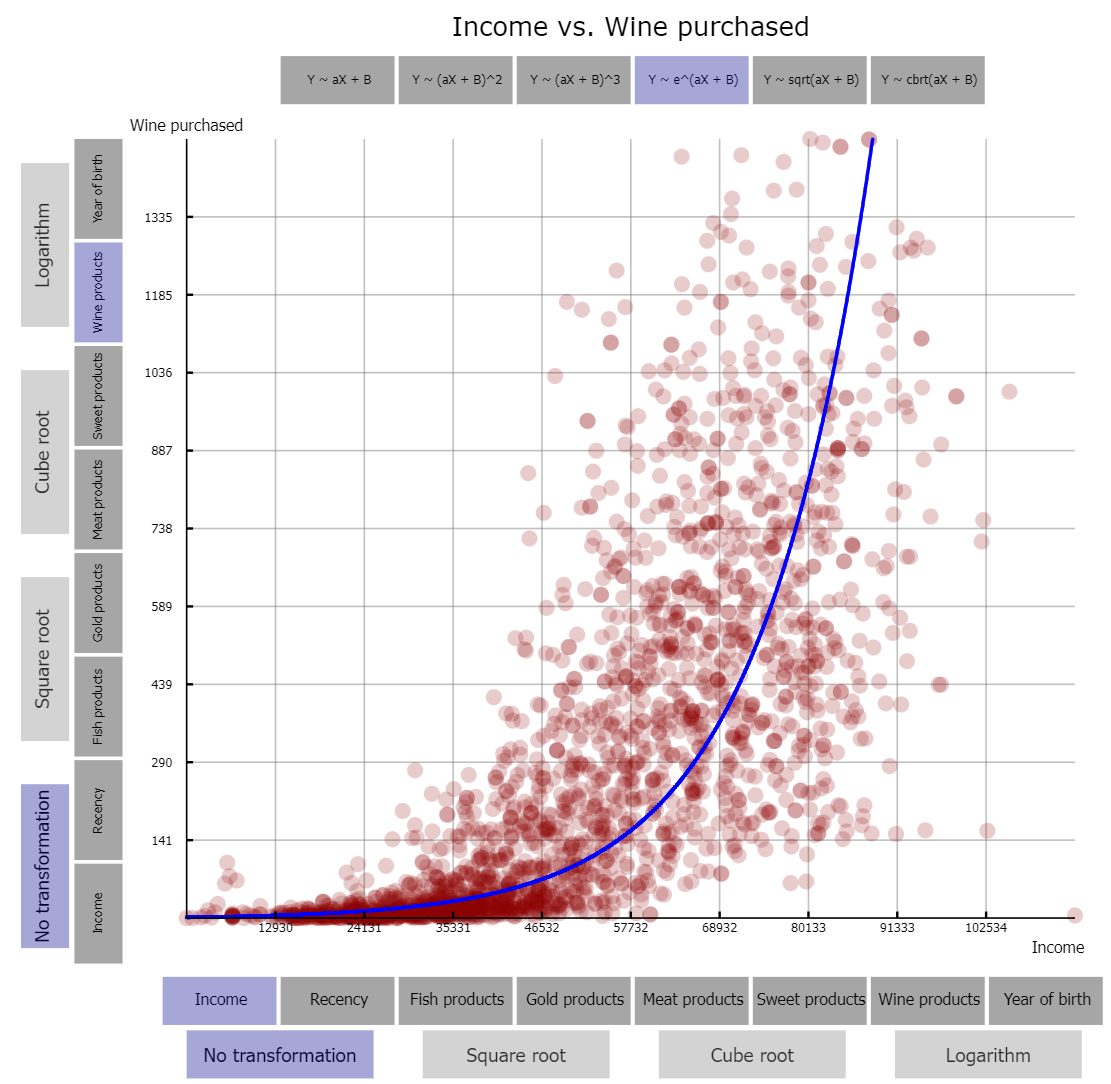 Income vs. Wine purchased
Y ~ aX + B
Y ~ (aX + B)^2
Y ~ (aX + B)^3
Y ~ e^(aX + B)
Y ~ sqrt(aX + B)
Y ~ cbrt(aX + B)
Wine purchased
Logarithm
Cube root
Square root
No transformation
Year of birth
Wine products
Sweet products
Meat products
Gold products
Fish products
Recency
Income
1335
1185
1036
887
738
589
439
290
141
12930
24131
35331
46532
57732
68932
80133
91333
102534
Income
Income
Recency
Fish products
Gold products
Meat products
Sweet products
Wine products
Year of birth
No transformation
Square root
Cube root
Logarithm